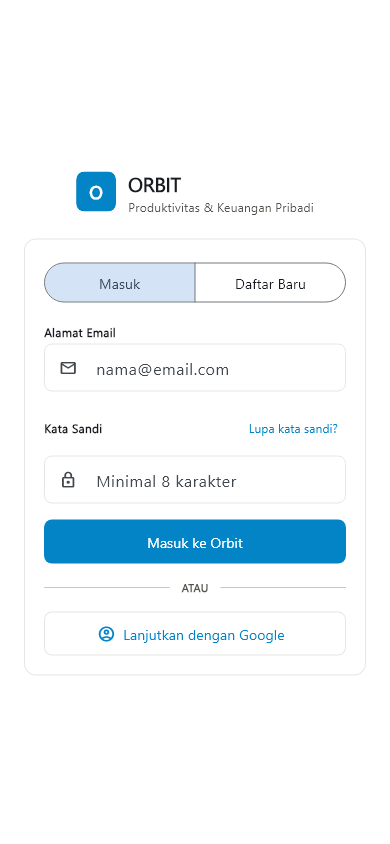 O
ORBIT
Produktivitas & Keuangan Pribadi
Masuk
Daftar Baru
Alamat Email
nama@email.com
Kata Sandi
Lupa kata sandi?
Minimal 8 karakter
Masuk ke Orbit
ATAU
Lanjutkan dengan Google